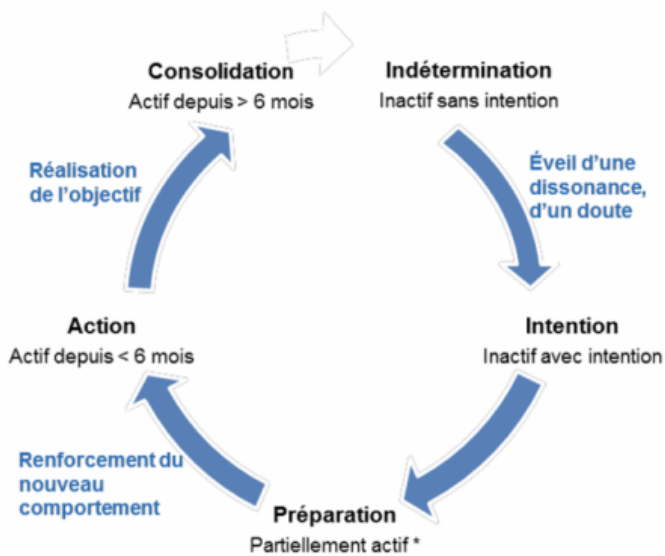 Consolidation
Actif depuis > 6 mois
Indétermination
Inactif sans intention
Éveil d’une
dissonance,
d’un doute
Intention
Inactif avec intention
Préparation
Partiellement actif *
Renforcement du
nouveau
comportement
Action
Actif depuis < 6 mois
Réalisation
de l’objectif